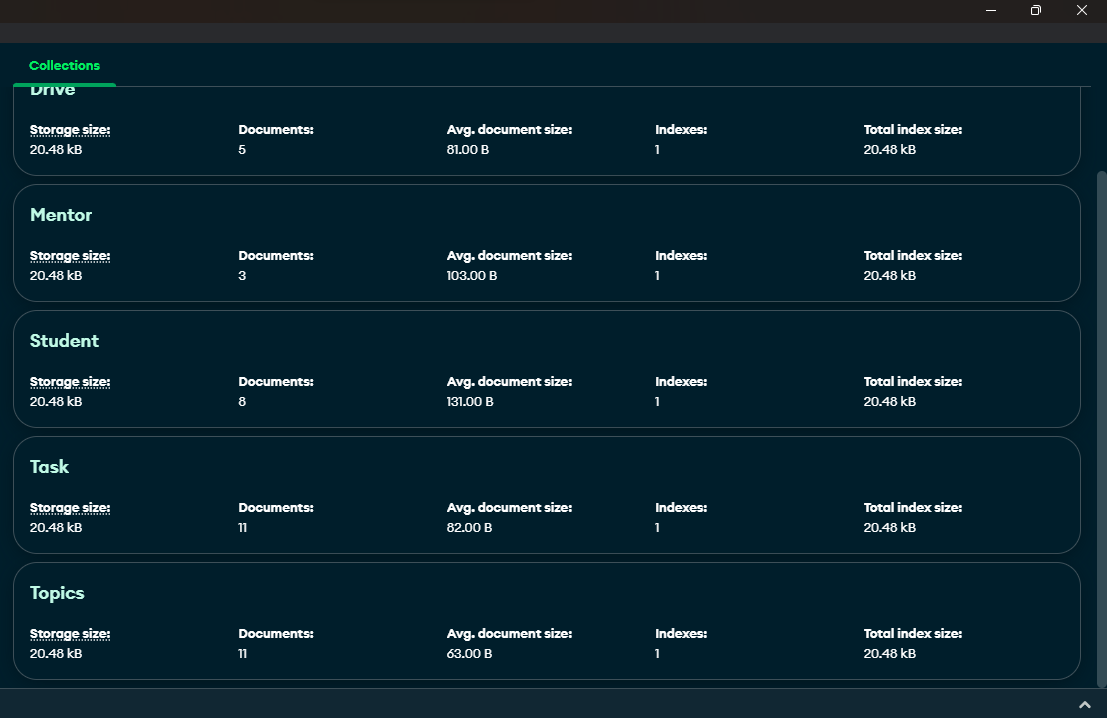 Collections
Drive
Storage size: Documents: Avg. document size: Indexes: Total index size:
20.48 kB 5 81.00 B 1 20.48 kB
Mentor
Storage size: Documents: Avg. document size: Indexes: Total index size:
20.48 kB 3 103.00 B 1 20.48 kB
Student
Storage size: Documents: Avg. document size: Indexes: Total index size:
20.48 kB 8 131.00 B 1 20.48 kB
Task
Storage size: Documents: Avg. document size: Indexes: Total index size:
20.48 kB 11 82.00 B 1 20.48 kB
Topics
Storage size: Documents: Avg. document size: Indexes: Total index size:
20.48 kB 11 63.00 B 1 20.48 kB